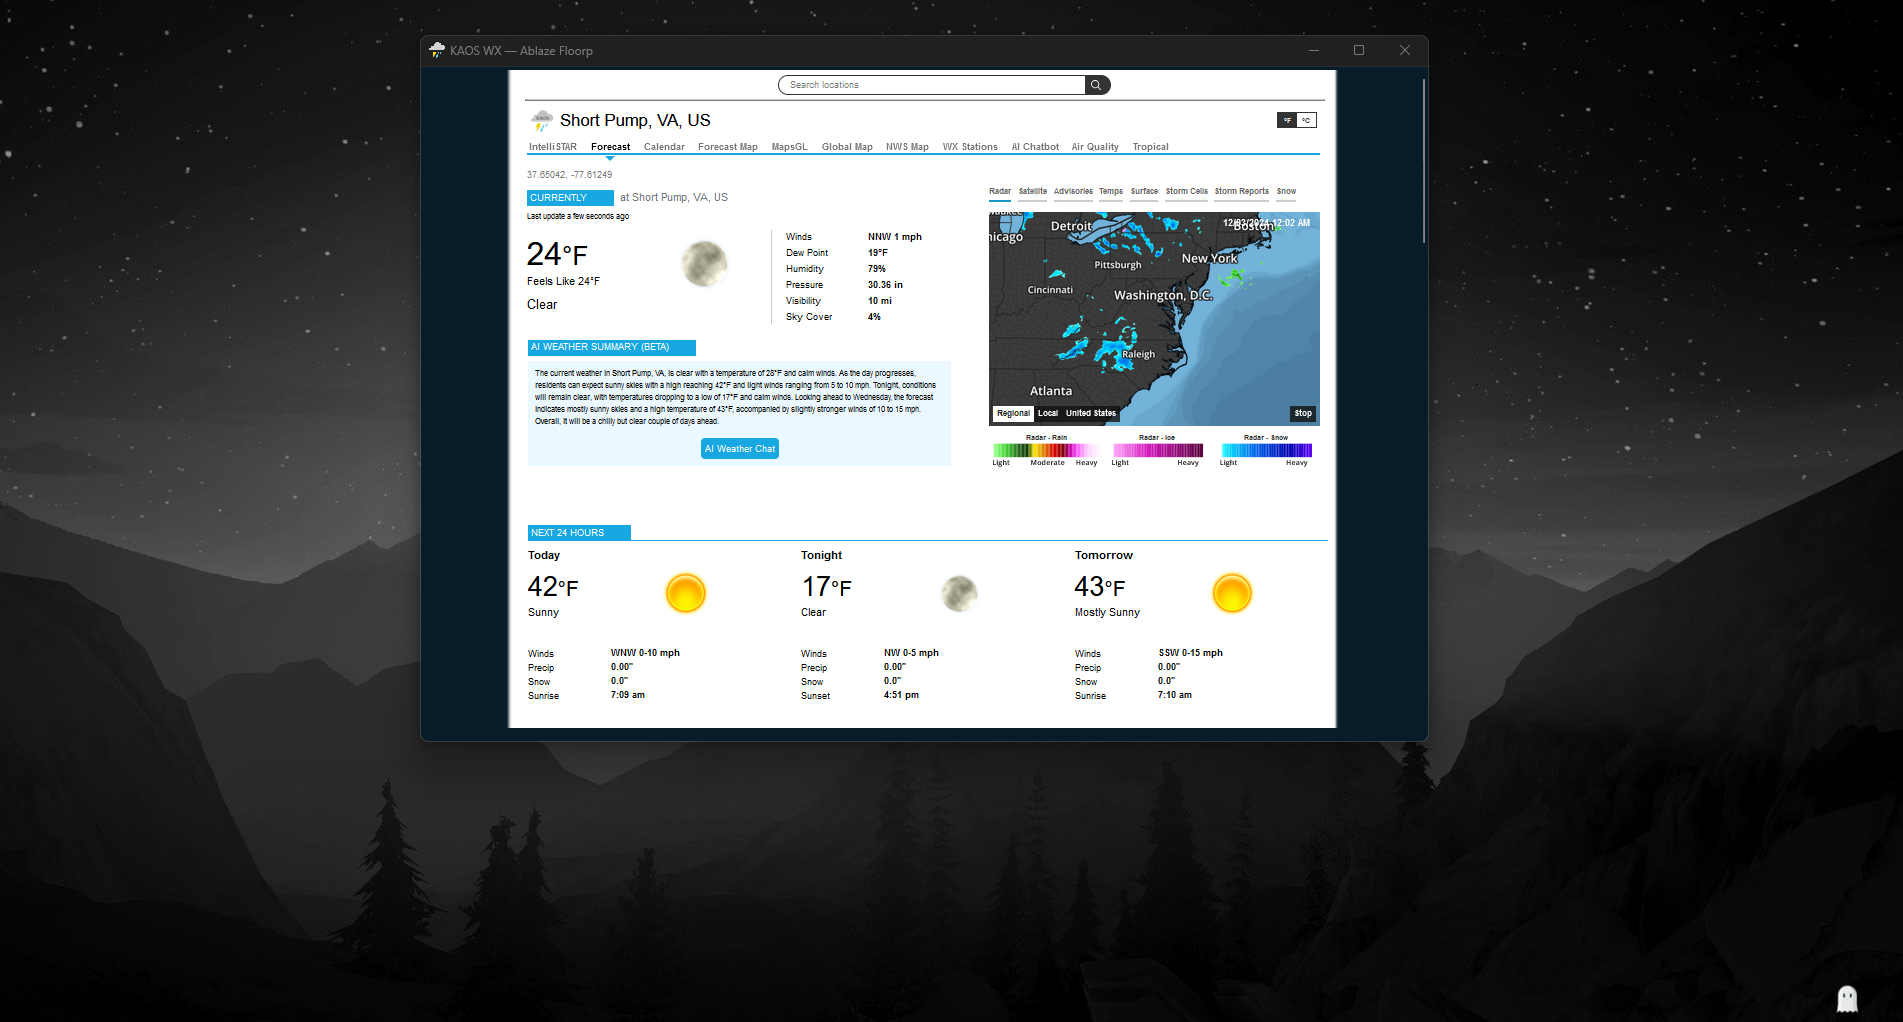 KAOS WX — Ablaze Floorp
Search locations
Short Pump, VA, US
°F °C
IntelliSTAR Forecast Calendar Forecast Map MapsGL Global Map NWS Map WX Stations AI Chatbot Air Quality Tropical
37.65042, -77.61249
CURRENTLY at Short Pump, VA, US
Last update a few seconds ago
24°F
Feels Like 24°F
Clear
Winds NNW 1 mph
Dew Point 19°F
Humidity 79%
Pressure 30.36 in
Visibility 10 mi
Sky Cover 4%
Radar Satellite Advisories Temps Surface Storm Cells Storm Reports Snow
12/03/2024 12:02 AM
Detroit
Boston
Pittsburgh
New York
Cincinnati
Washington, D.C.
Raleigh
Atlanta
Regional Local United States Stop
Radar - Rain Radar - Ice Radar - Snow
Light Moderate Heavy Light Heavy Light Heavy
AI WEATHER SUMMARY (BETA)
The current weather in Short Pump, VA, is clear with a temperature of 28°F and calm winds. As the day progresses,
residents can expect sunny skies with a high reaching 42°F and light winds ranging from 5 to 10 mph. Tonight, conditions
will remain clear, with temperatures dropping to a low of 17°F and calm winds. Looking ahead to Wednesday, the forecast
indicates mostly sunny skies and a high temperature of 43°F, accompanied by slightly stronger winds of 10 to 15 mph.
Overall, it will be a chilly but clear couple of days ahead.
AI Weather Chat
NEXT 24 HOURS
Today
42°F
Sunny
Winds WNW 0-10 mph
Precip 0.00"
Snow 0.0"
Sunrise 7:09 am
Tonight
17°F
Clear
Winds NW 0-5 mph
Precip 0.00"
Snow 0.0"
Sunset 4:51 pm
Tomorrow
43°F
Mostly Sunny
Winds SSW 0-15 mph
Precip 0.00"
Snow 0.0"
Sunrise 7:10 am